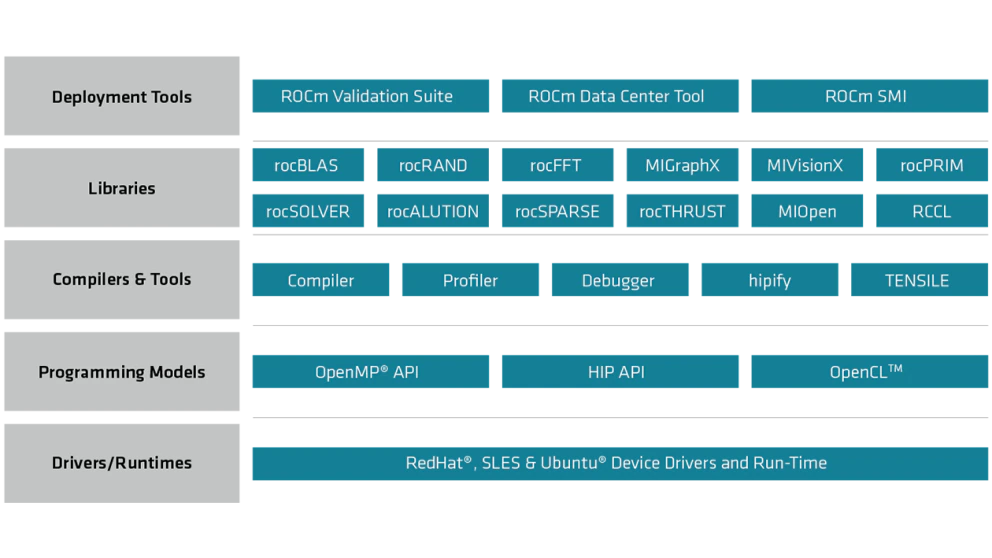 Deployment Tools
ROCm Validation Suite
ROCm Data Center Tool
ROCm SMI
Libraries
rocBLAS
rocRAND
rocFFT
MIGraphX
MIVisionX
rocPRIM
rocSOLVER
rocALUTION
rocSPARSE
rocTHRUST
MIOpen
RCCL
Compilers & Tools
Compiler
Profiler
Debugger
hipify
TENSILE
Programming Models
OpenMP® API
HIP API
OpenCL™
Drivers/Runtimes
RedHat®, SLES & Ubuntu® Device Drivers and Run-Time